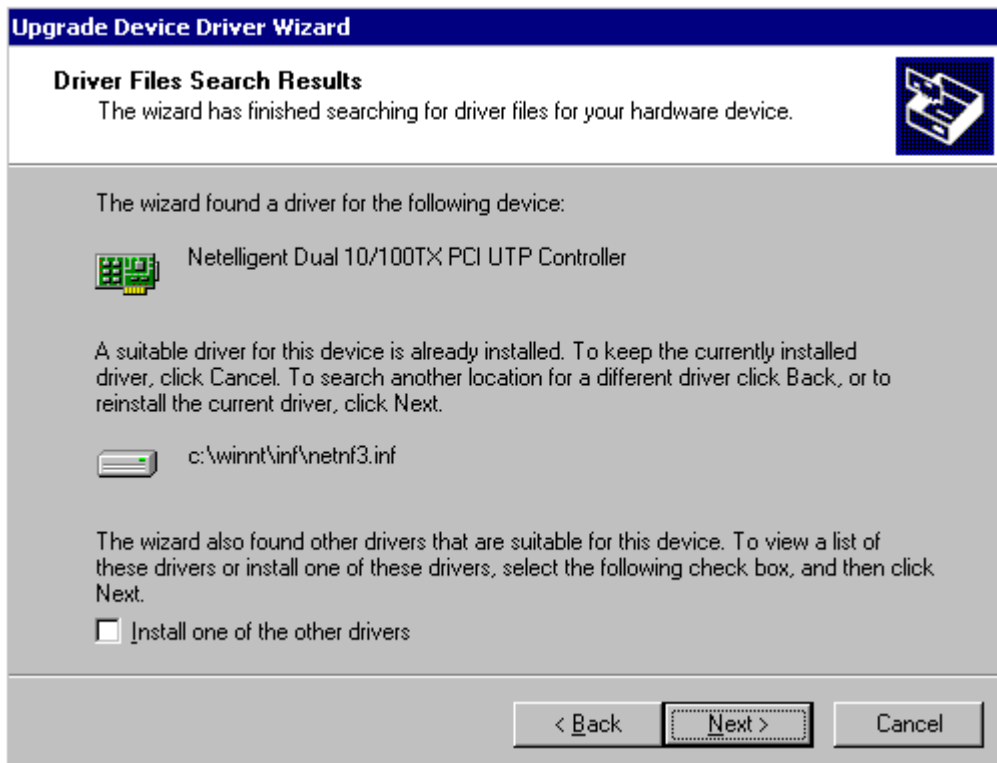 Upgrade Device Driver Wizard
Driver Files Search Results
The wizard has finished searching for driver files for your hardware device.
The wizard found a driver for the following device:
Netelligent Dual 10/100TX PCI UTP Controller
A suitable driver for this device is already installed. To keep the currently installed
driver, click Cancel. To search another location for a different driver click Back, or to
reinstall the current driver, click Next.
c:\winnt\inf\netnf3.inf
The wizard also found other drivers that are suitable for this device. To view a list of
these drivers or install one of these drivers, select the following check box, and then click
Next.
Install one of the other drivers
< Back Next > Cancel